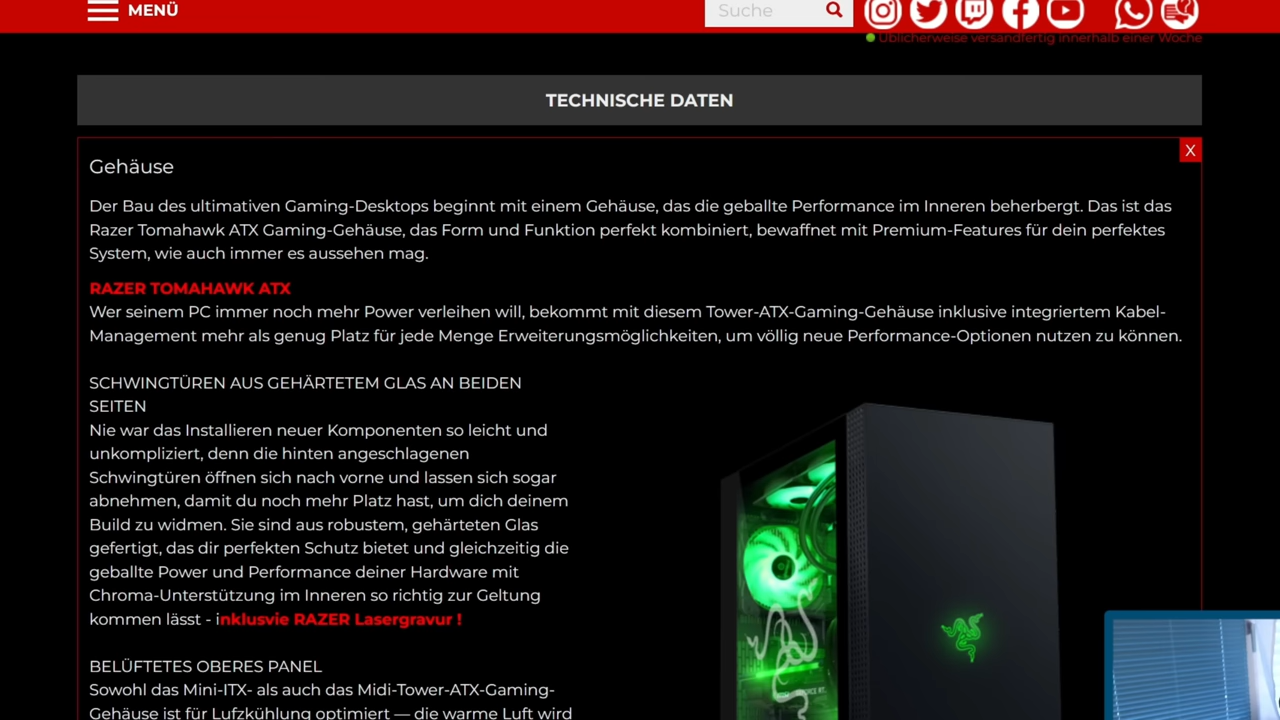 MENÜ
Suche
Üblicherweise versandfertig innerhalb einer Woche
TECHNISCHE DATEN
X
Gehäuse
Der Bau des ultimativen Gaming-Desktops beginnt mit einem Gehäuse, das die geballte Performance im Inneren beherbergt. Das ist das
Razer Tomahawk ATX Gaming-Gehäuse, das Form und Funktion perfekt kombiniert, bewaffnet mit Premium-Features für dein perfektes
System, wie auch immer es aussehen mag.
RAZER TOMAHAWK ATX
Wer seinem PC immer noch mehr Power verleihen will, bekommt mit diesem Tower-ATX-Gaming-Gehäuse inklusive integriertem Kabel-
Management mehr als genug Platz für jede Menge Erweiterungsmöglichkeiten, um völlig neue Performance-Optionen nutzen zu können.
SCHWINGTÜREN AUS GEHÄRTETEM GLAS AN BEIDEN
SEITEN
Nie war das Installieren neuer Komponenten so leicht und
unkompliziert, denn die hinten angeschlagenen
Schwingtüren öffnen sich nach vorne und lassen sich sogar
abnehmen, damit du noch mehr Platz hast, um dich deinem
Build zu widmen. Sie sind aus robustem, gehärteten Glas
gefertigt, das dir perfekten Schutz bietet und gleichzeitig die
geballte Power und Performance deiner Hardware mit
Chroma-Unterstützung im Inneren so richtig zur Geltung
kommen lässt - inklusvie RAZER Lasergravur !
BELÜFTETES OBERES PANEL
Sowohl das Mini-ITX- als auch das Midi-Tower-ATX-Gaming-
Gehäuse ist für Lufzkühlung optimiert — die warme Luft wird